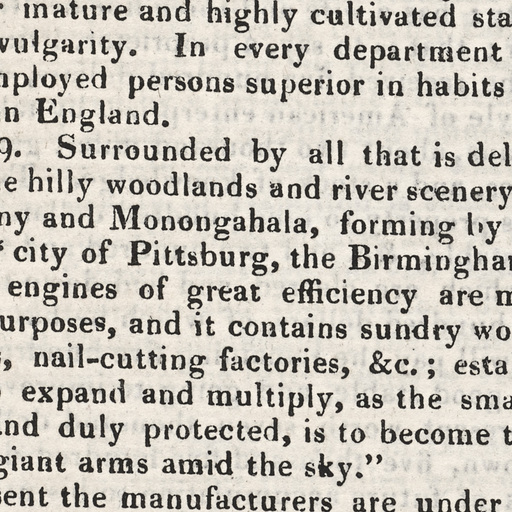 mature and highly cultivated sta
vulgarity. In every department
nployed persons superior in habits
n England.
9. Surrounded by all that is del
e hilly woodlands and river scenery
ny and Monongahala, forming by
city of Pittsburg, the Birmingha
engines of great efficiency are m
urposes, and it contains sundry wo
, nail-cutting factories, &c.; esta
expand and multiply, as the sma
nd duly protected, is to become t
giant arms amid the sky."
sent the manufacturers are under